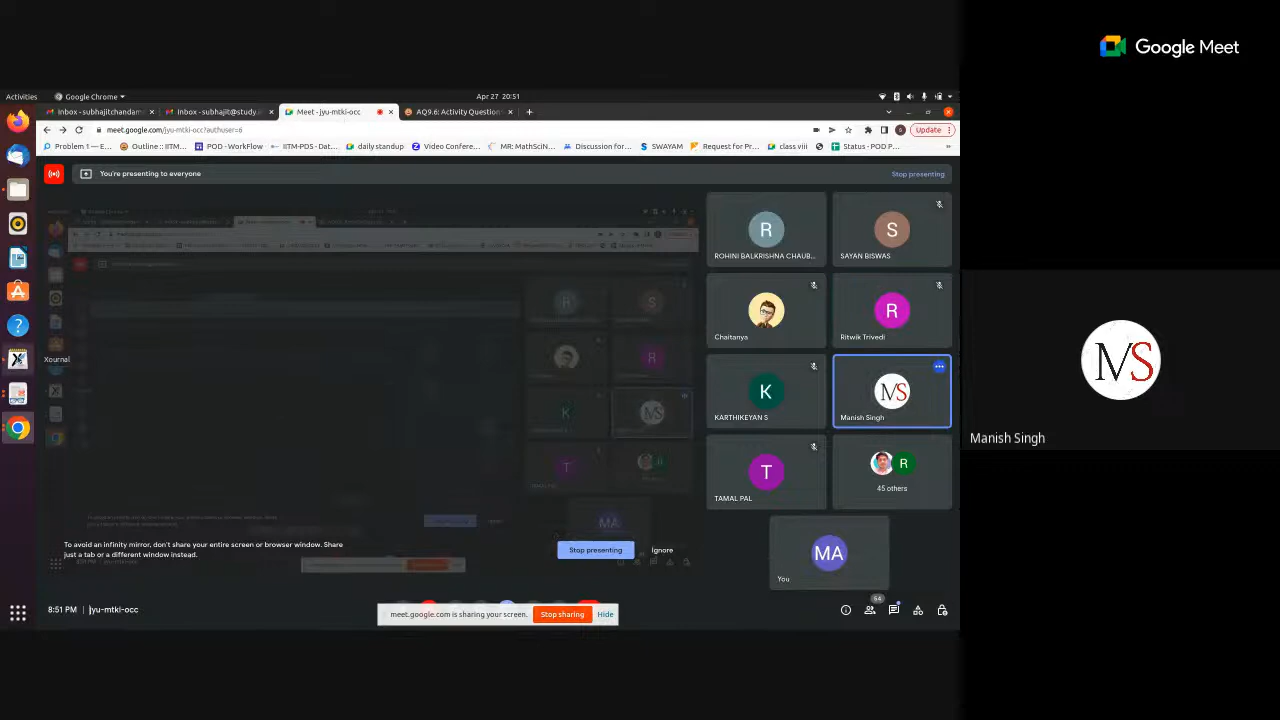 Google Meet
Activities
Google Chrome
Apr 27 20:51
Inbox - subhajitchandam
Inbox - subhajit@study.
Meet - jyu-mtki-occ
AQ9.6: Activity Question
meet.google.com/jyu-mtki-occ?authuser=6
Update
Problem 1 — E...
Outline :: IITM...
POD - WorkFlow
IITM-PDS - Dat...
daily standup
Video Conferе...
MR: MathSciN...
Discussion for...
SWAYAM
Request for Pr...
class viii
Status - POD P...
You're presenting to everyone
Stop presenting
R
ROHINI BALKRISHNA CHAUB...
S
SAYAN BISWAS
Chaitanya
R
Ritwik Trivedi
Xournal
K
KARTHIKEYAN S
MS
Manish Singh
MS
Manish Singh
T
TAMAL PAL
R
45 others
MA
You
To avoid an infinity mirror, don't share your entire screen or browser window. Share
just a tab or a different window instead.
Stop presenting
Ignore
8:51 PM | jyu-mtki-occ
meet.google.com is sharing your screen.
Stop sharing
Hide
54